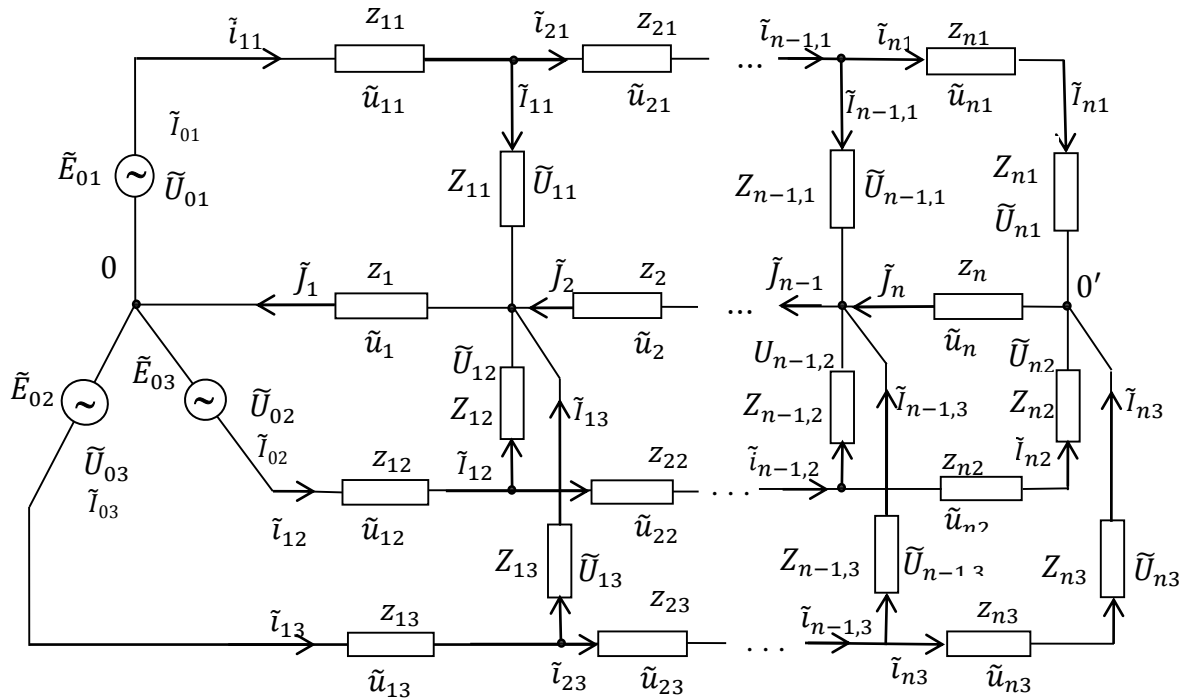 z₁₁ ĩ₂₁ z₂₁ ĩₙ₋₁,₁ ĩₙ₁ zₙ₁
ĩ₁₁ ... 
ũ₁₁ Ĩ₁₁ ũ₂₁ Ĩₙ₋₁,₁ ũₙ₁ Ĩₙ₁
Ĩ₀₁
Ẽ₀₁ ~ Ũ₀₁ Z₁₁ Ũ₁₁ Zₙ₋₁,₁ Ũₙ₋₁,₁ Zₙ₁
Ũₙ₁
0 J̃₁ z₁ J̃₂ z₂ J̃ₙ₋₁ J̃ₙ zₙ 0′
...
ũ₁ ũ₂ ũₙ
Ẽ₀₂ ~ Ẽ₀₃ ~ Ũ₁₂ Uₙ₋₁,₂ Ũₙ₂
Ũ₀₂ Z₁₂ Ĩ₁₃ Zₙ₋₁,₂ Ĩₙ₋₁,₃ Zₙ₂ Ĩₙ₃
Ũ₀₃ Ĩ₀₂ z₁₂ Ĩ₁₂ z₂₂ ĩₙ₋₁,₂ zₙ₂ Ĩₙ₂
Ĩ₀₃ . . .
ĩ₁₂ ũ₁₂ ũ₂₂ ũₙ₂
Z₁₃ Ũ₁₃ Zₙ₋₁,₃ Ũₙ₋₁,₃ Zₙ₃ Ũₙ₃
ĩ₁₃ z₁₃ z₂₃ ĩₙ₋₁,₃ zₙ₃
. . .
ũ₁₃ ĩ₂₃ ũ₂₃ ĩₙ₃ ũₙ₃